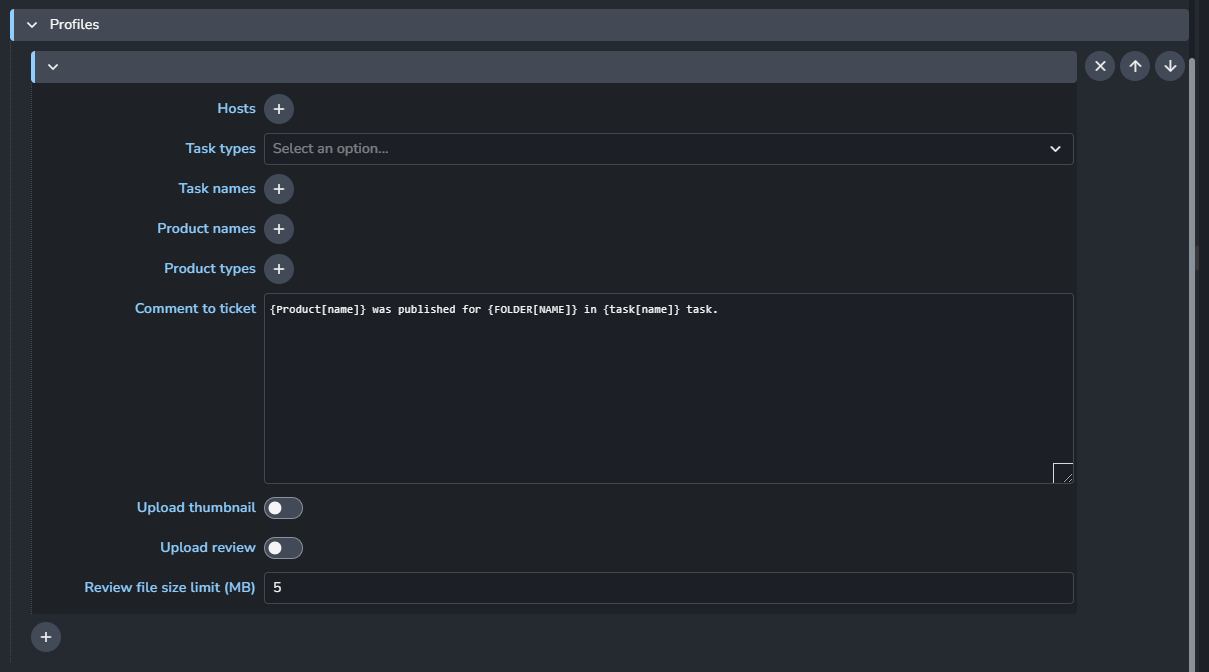 Profiles
Hosts
Task types Select an option...
Task names
Product names
Product types
Comment to ticket {Product[name]} was published for {FOLDER[NAME]} in {task[name]} task.
Upload thumbnail
Upload review
Review file size limit (MB) 5